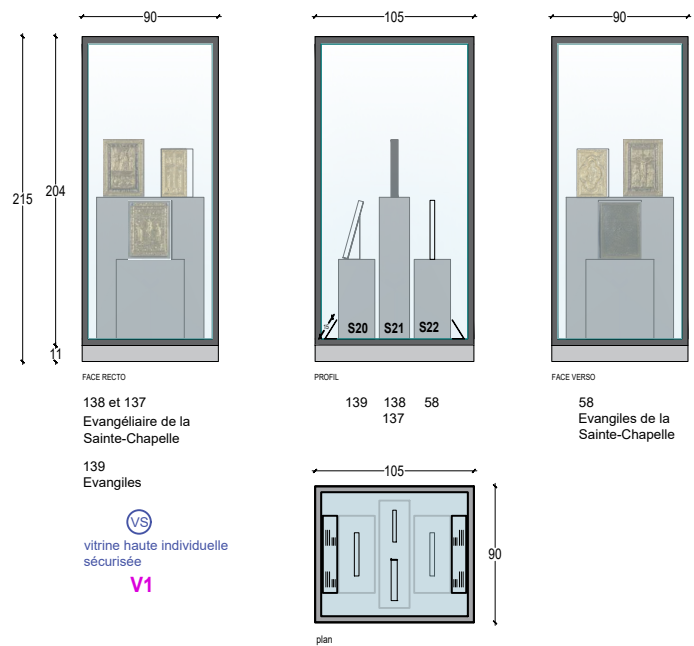 90
105
90
215
204
11
S20 S21 S22
FACE RECTO
PROFIL
FACE VERSO
138 et 137
Evangéliaire de la
Sainte-Chapelle
139
Evangiles
139 138 58
137
58
Evangiles de la
Sainte-Chapelle
VS
vitrine haute individuelle
sécurisée
V1
105
90
plan